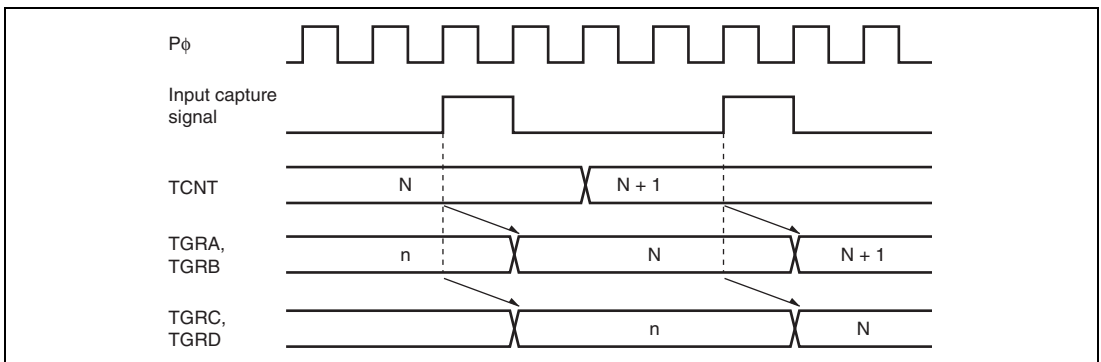 Pϕ
Input capture
signal
TCNT
N
N + 1
TGRA,
TGRB
n
N
N + 1
TGRC,
TGRD
n
N